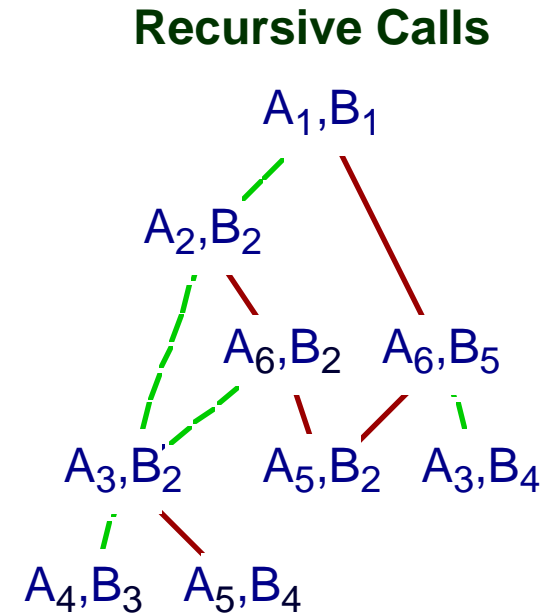 Recursive Calls
A₁,B₁
A₂,B₂
A₆,B₂ A₆,B₅
A₃,B₂ A₅,B₂ A₃,B₄
A₄,B₃ A₅,B₄